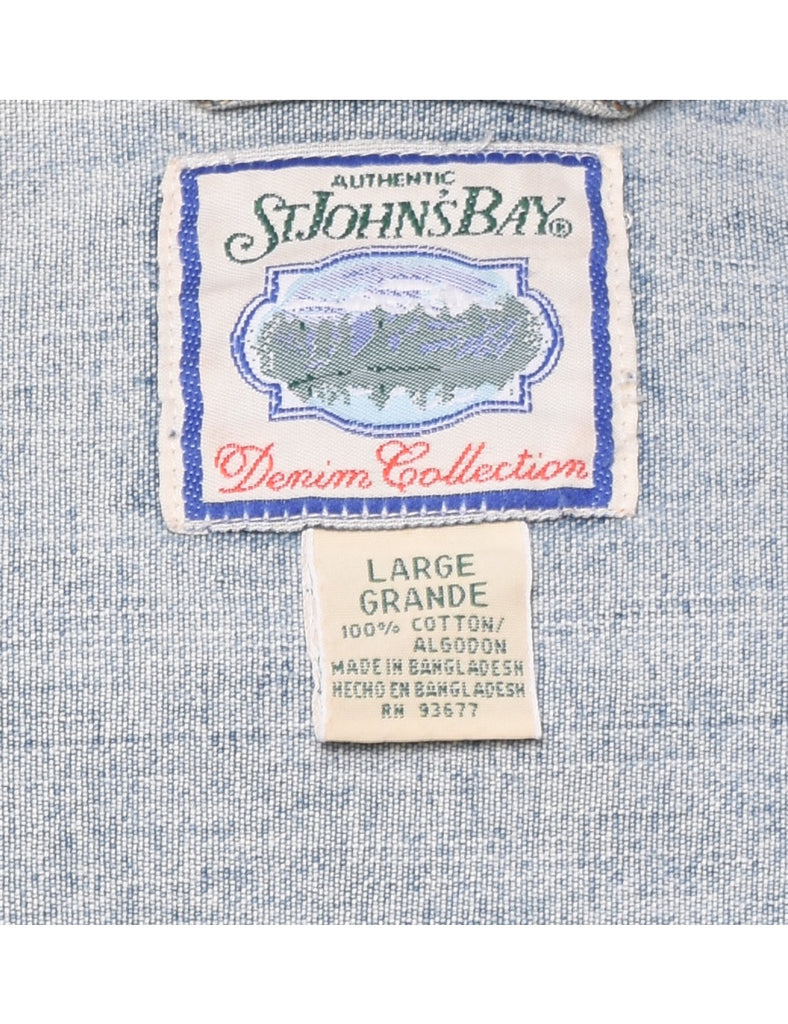 AUTHENTIC
ST JOHN'S BAY®
Denim Collection
LARGE
GRANDE
100% COTTON/
ALGODON
MADE IN BANGLADESH
HECHO EN BANGLADESH
RN 93677